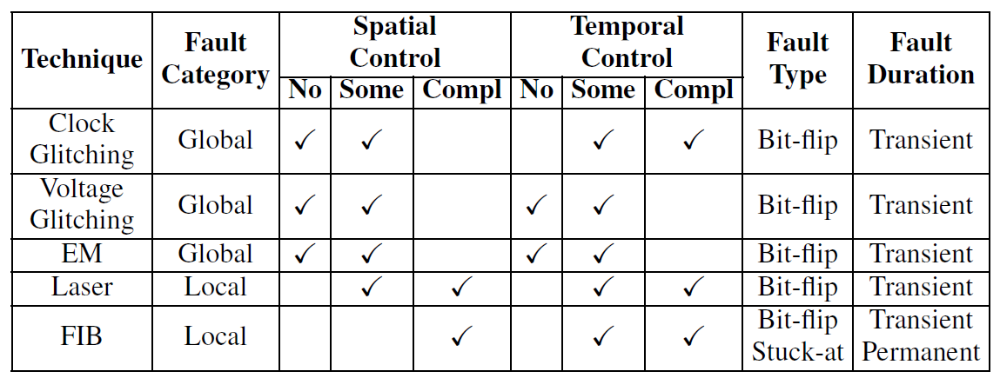 Technique Fault Category Spatial Control Temporal Control Fault Type Fault Duration
No Some Compl No Some Compl
Clock Glitching Global ✓ ✓ ✓ ✓ Bit-flip Transient
Voltage Glitching Global ✓ ✓ ✓ ✓ Bit-flip Transient
EM Global ✓ ✓ ✓ ✓ Bit-flip Transient
Laser Local ✓ ✓ ✓ ✓ Bit-flip Transient
FIB Local ✓ ✓ ✓ Bit-flip Stuck-at Transient Permanent